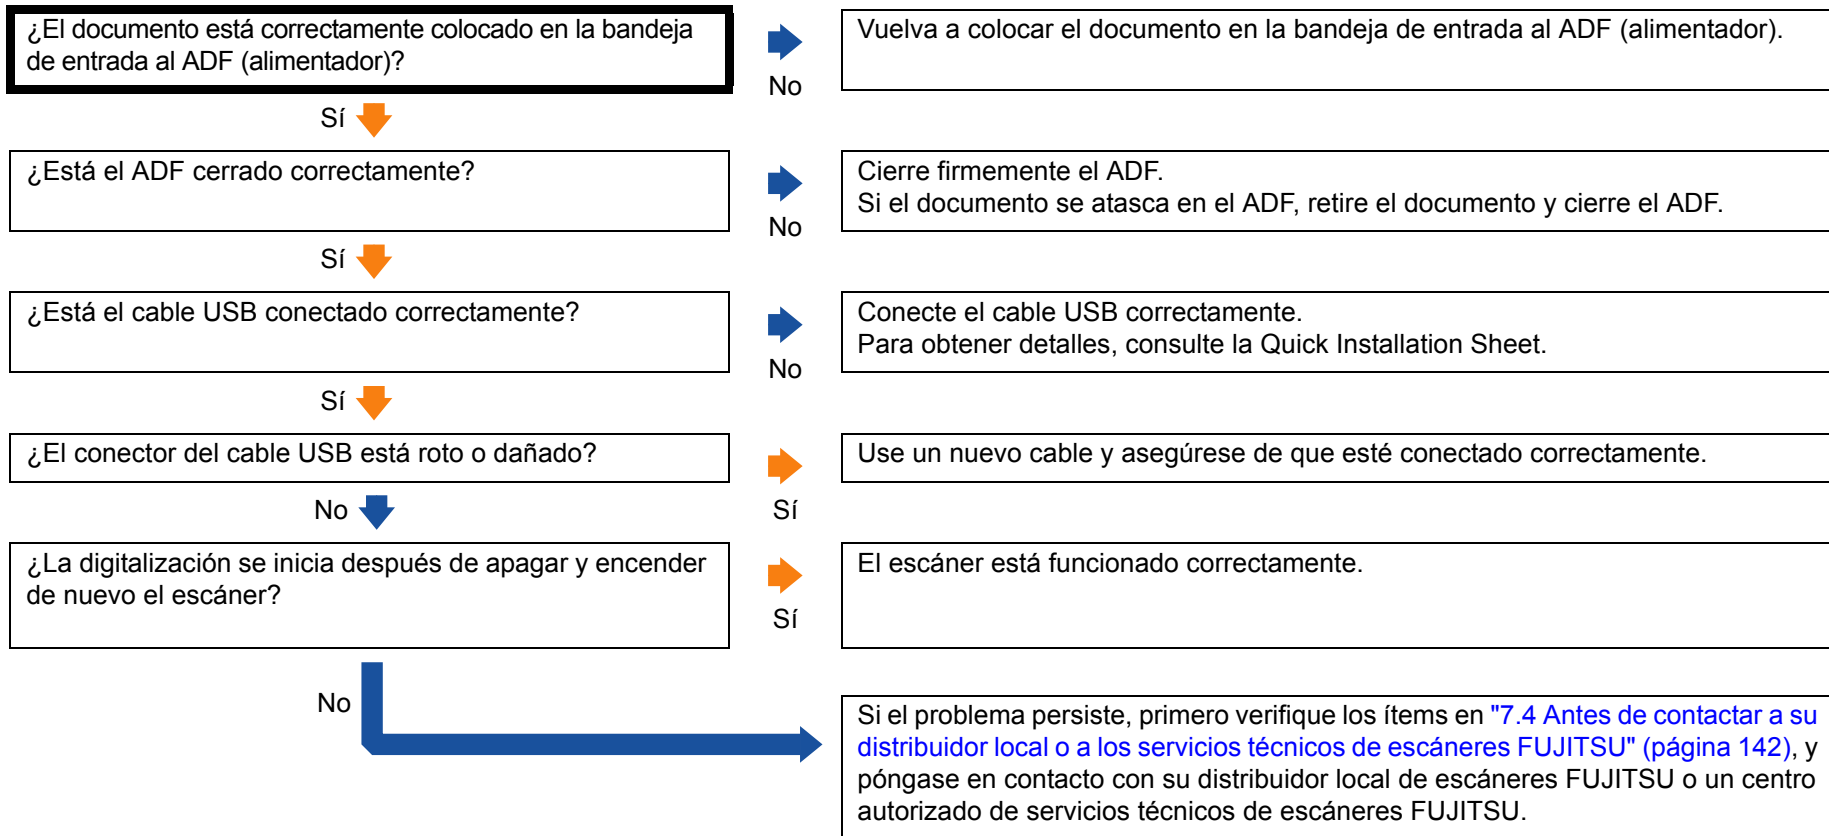 ¿El documento está correctamente colocado en la bandeja
de entrada al ADF (alimentador)?
No
Vuelva a colocar el documento en la bandeja de entrada al ADF (alimentador).
Sí
¿Está el ADF cerrado correctamente?
No
Cierre firmemente el ADF.
Si el documento se atasca en el ADF, retire el documento y cierre el ADF.
Sí
¿Está el cable USB conectado correctamente?
No
Conecte el cable USB correctamente.
Para obtener detalles, consulte la Quick Installation Sheet.
Sí
¿El conector del cable USB está roto o dañado?
Sí
Use un nuevo cable y asegúrese de que esté conectado correctamente.
No
¿La digitalización se inicia después de apagar y encender
de nuevo el escáner?
Sí
El escáner está funcionado correctamente.
No
Si el problema persiste, primero verifique los ítems en "7.4 Antes de contactar a su
distribuidor local o a los servicios técnicos de escáneres FUJITSU" (página 142), y
póngase en contacto con su distribuidor local de escáneres FUJITSU o un centro
autorizado de servicios técnicos de escáneres FUJITSU.